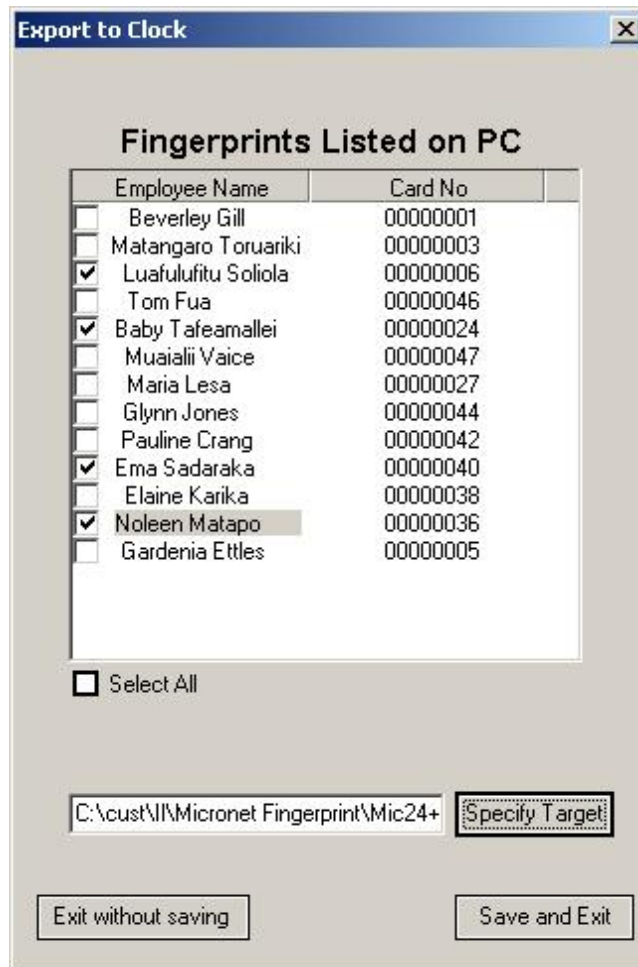 Export to Clock
Fingerprints Listed on PC
Employee Name Card No
Beverley Gill 00000001
Matangaro Toruariki 00000003
Luafulufitu Soliola 00000006
Tom Fua 00000046
Baby Tafeamallei 00000024
Muaialii Vaice 00000047
Maria Lesa 00000027
Glynn Jones 00000044
Pauline Crang 00000042
Ema Sadaraka 00000040
Elaine Karika 00000038
Noleen Matapo 00000036
Gardenia Ettles 00000005
Select All
C:\cust\II\Micronet Fingerprint\Mic24+ Specify Target
Exit without saving Save and Exit